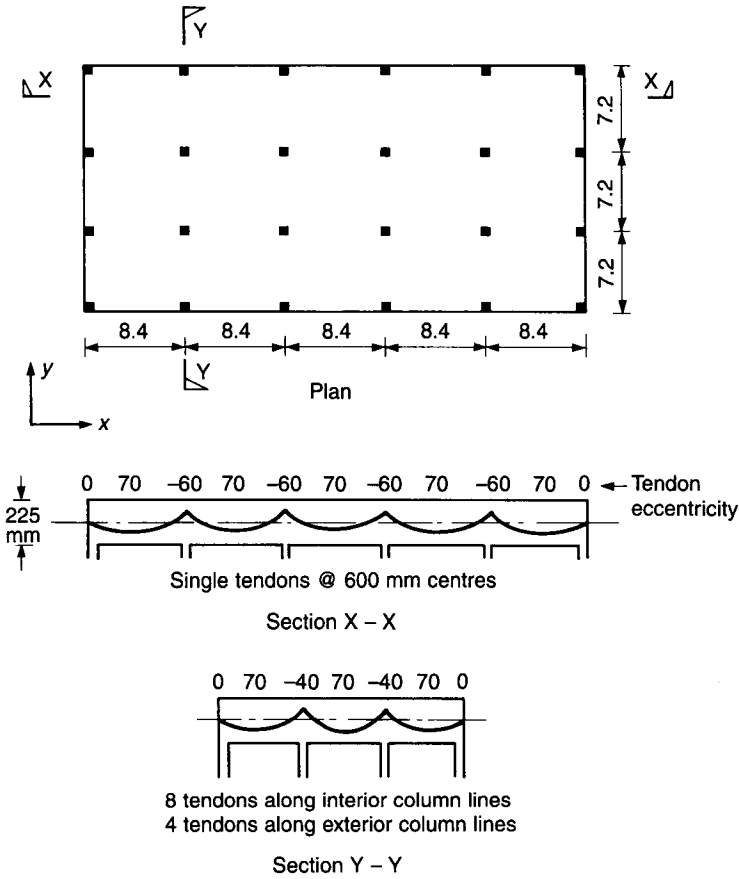 Y
X X
7.2
7.2
7.2
8.4 8.4 8.4 8.4 8.4
Y
y
x
Plan
0 70 −60 70 −60 70 −60 70 −60 70 0
Tendon
eccentricity
225
mm
Single tendons @ 600 mm centres
Section X – X
0 70 −40 70 −40 70 0
8 tendons along interior column lines
4 tendons along exterior column lines
Section Y – Y